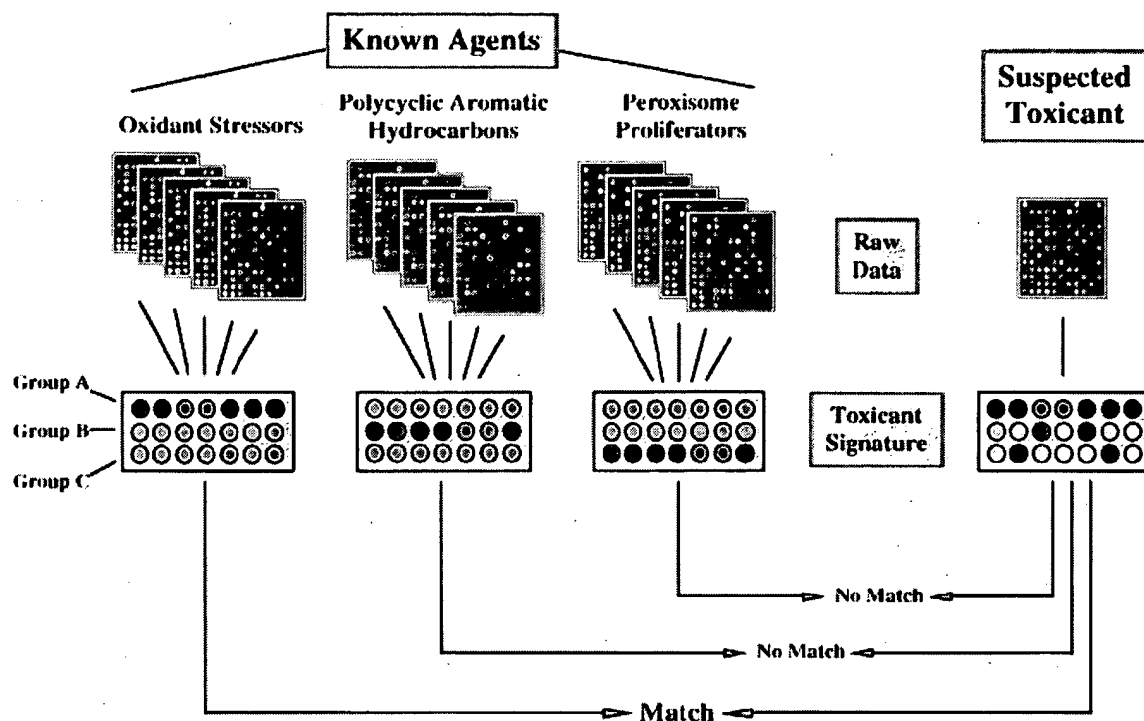 Known Agents
Suspected
Toxicant
Oxidant Stressors
Polycyclic Aromatic
Hydrocarbons
Peroxisome
Proliferators
Raw
Data
Group A
Group B
Group C
Toxicant
Signature
No Match
No Match
Match